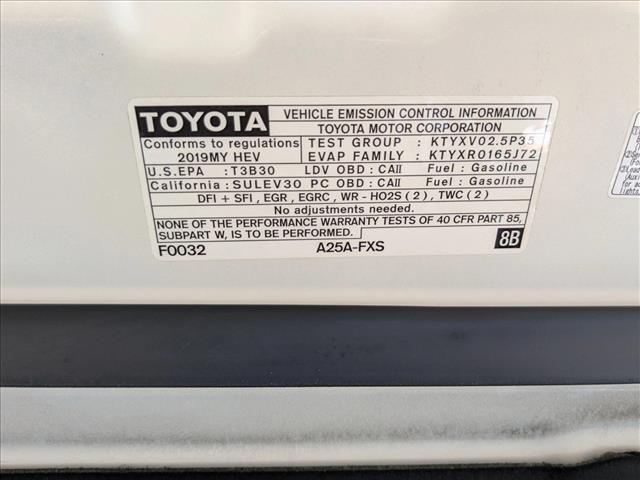 TOYOTA
VEHICLE EMISSION CONTROL INFORMATION
TOYOTA MOTOR CORPORATION
Conforms to regulations
2019MY HEV
TEST GROUP : KTYXV02.5P35
EVAP FAMILY : KTYXR0165J72
U.S.EPA : T3B30 LDV OBD : CAII Fuel : Gasoline
California : SULEV30 PC OBD : CAII Fuel : Gasoline
DFI + SFI , EGR , EGRC , WR - HO2S ( 2 ) , TWC ( 2 )
No adjustments needed.
NONE OF THE PERFORMANCE WARRANTY TESTS OF 40 CFR PART 85,
SUBPART W, IS TO BE PERFORMED.
F0032 A25A-FXS 8B